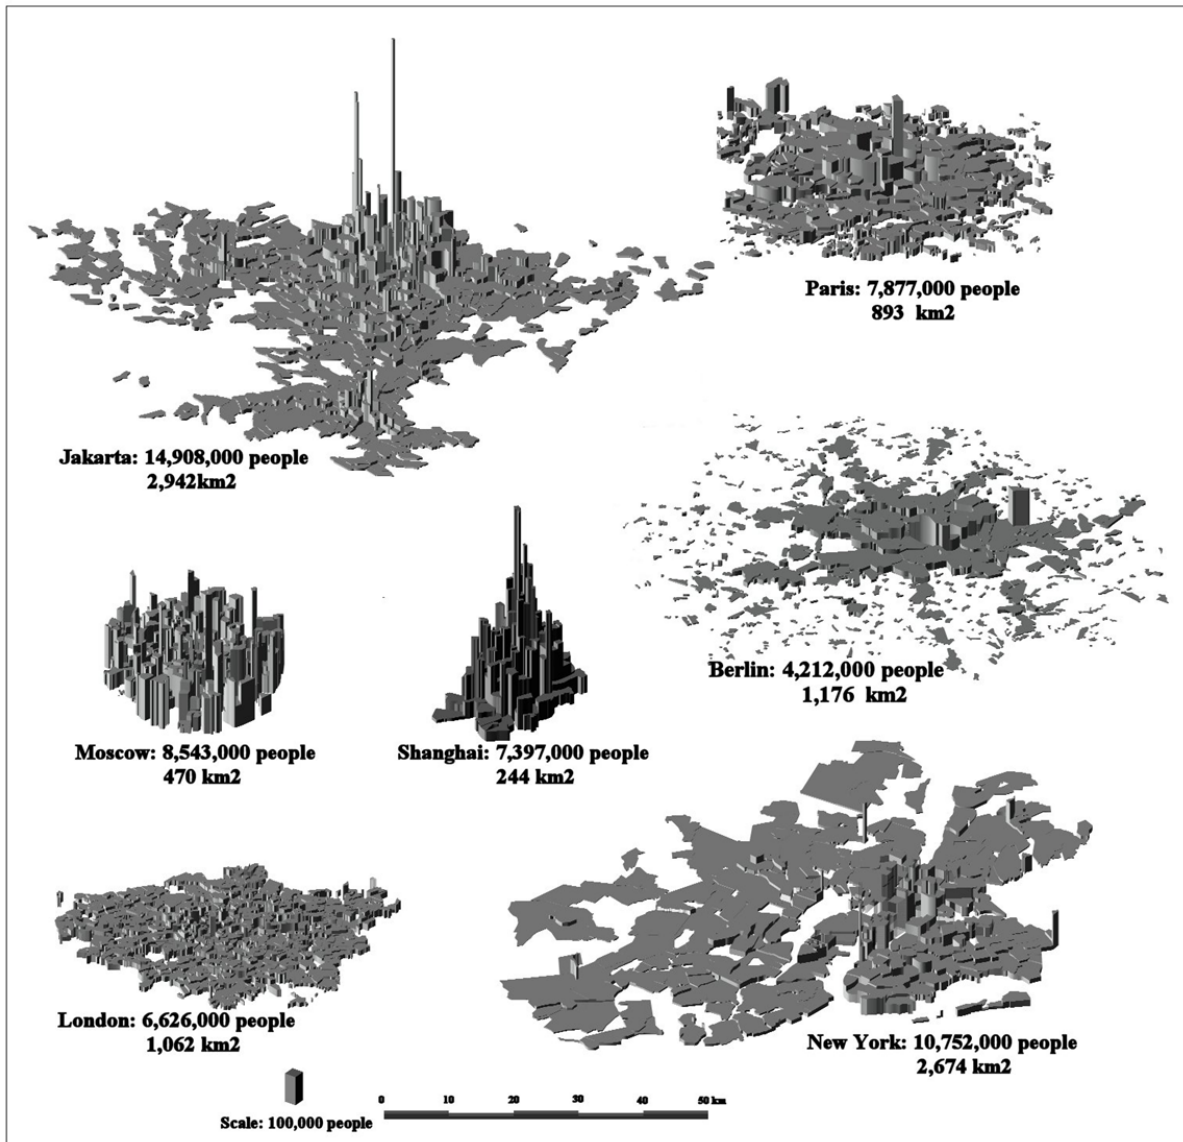 Paris: 7,877,000 people
893 km2
Jakarta: 14,908,000 people
2,942km2
Berlin: 4,212,000 people
1,176 km2
Moscow: 8,543,000 people
470 km2
Shanghai: 7,397,000 people
244 km2
London: 6,626,000 people
1,062 km2
New York: 10,752,000 people
2,674 km2
Scale: 100,000 people
0 10 20 30 40 50 km